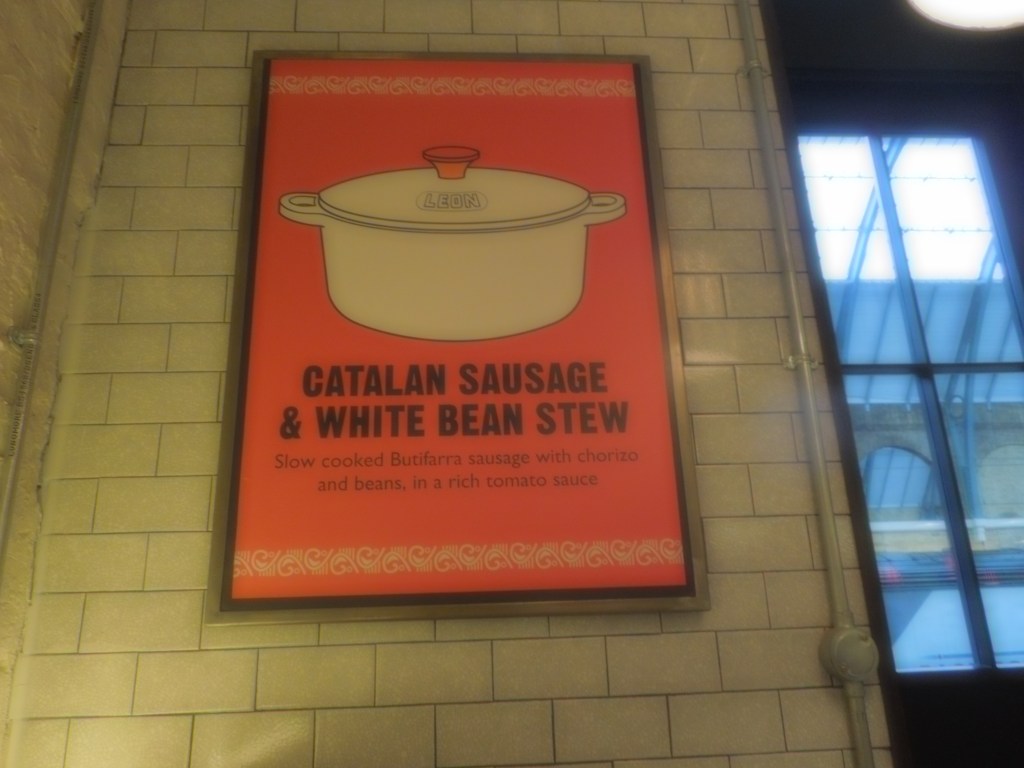 LEON
CATALAN SAUSAGE
& WHITE BEAN STEW
Slow cooked Butifarra sausage with chorizo
and beans, in a rich tomato sauce